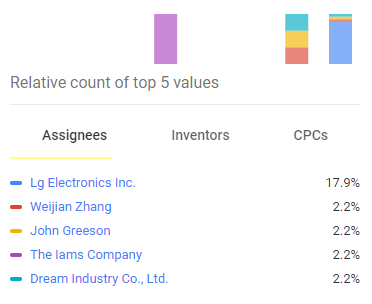 Relative count of top 5 values
Assignees Inventors CPCs
Lg Electronics Inc. 17.9%
Weijian Zhang 2.2%
John Greeson 2.2%
The Iams Company 2.2%
Dream Industry Co., Ltd. 2.2%